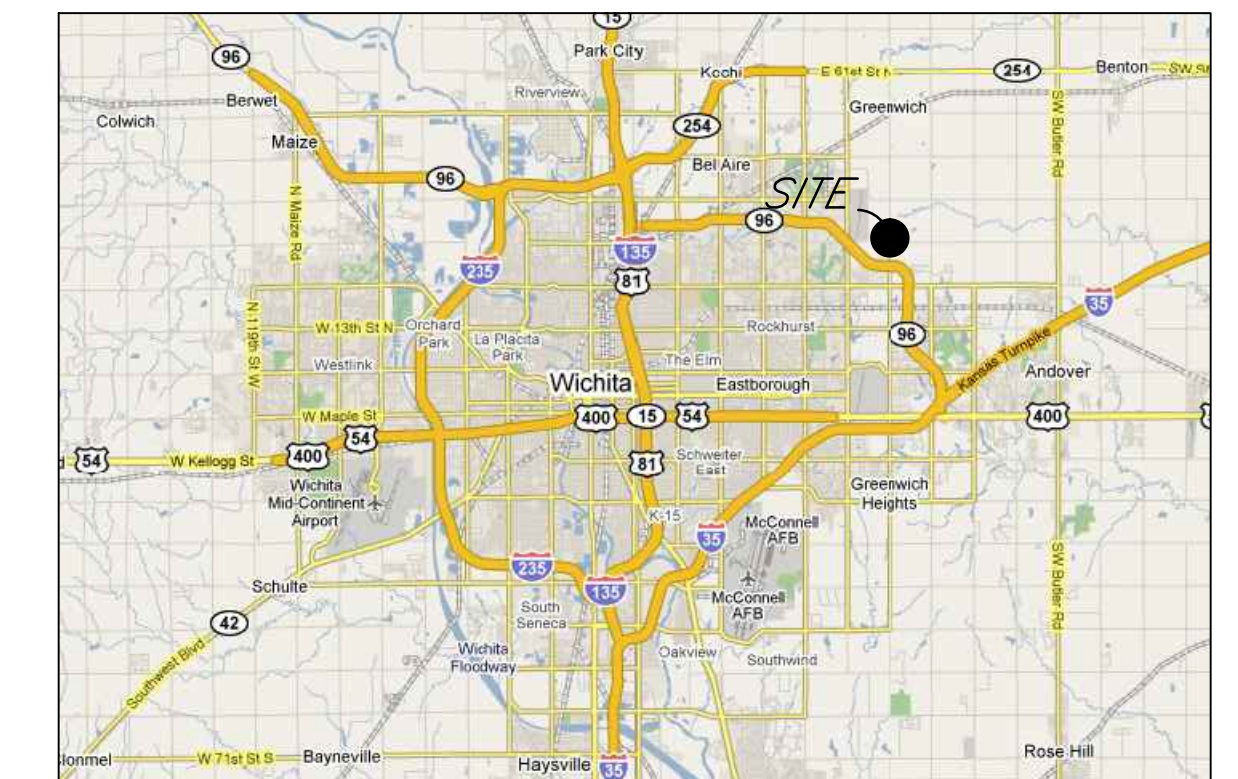 15
Park City
96
Kechi
E 61st St N
254
Benton
Berwet
Riverview
Greenwich
Colwich
254
SW Butler Rd
Maize
Bel Aire
96
SITE
N Maize Rd
96
135
235
81
35
N 119th St W
W 13th St N
Orchard
Park
La Placita
Park
Rockhurst
96
Westlink
The Elm
Kansas Turnpike
Andover
Wichita
Eastborough
W Maple St
400
15
54
400
54
54
W Kellogg St
400
81
Schweiter
East
Wichita
Mid-Continent
Airport
Greenwich
Heights
K-15
35
McConnell
AFB
SW Butler Rd
235
Schulte
135
McConnell
AFB
South
Seneca
42
Wichita
Floodway
Oakview
Southwind
Southwest Blvd
Rose Hill
W 71st St S
Bayneville
Haysville
35